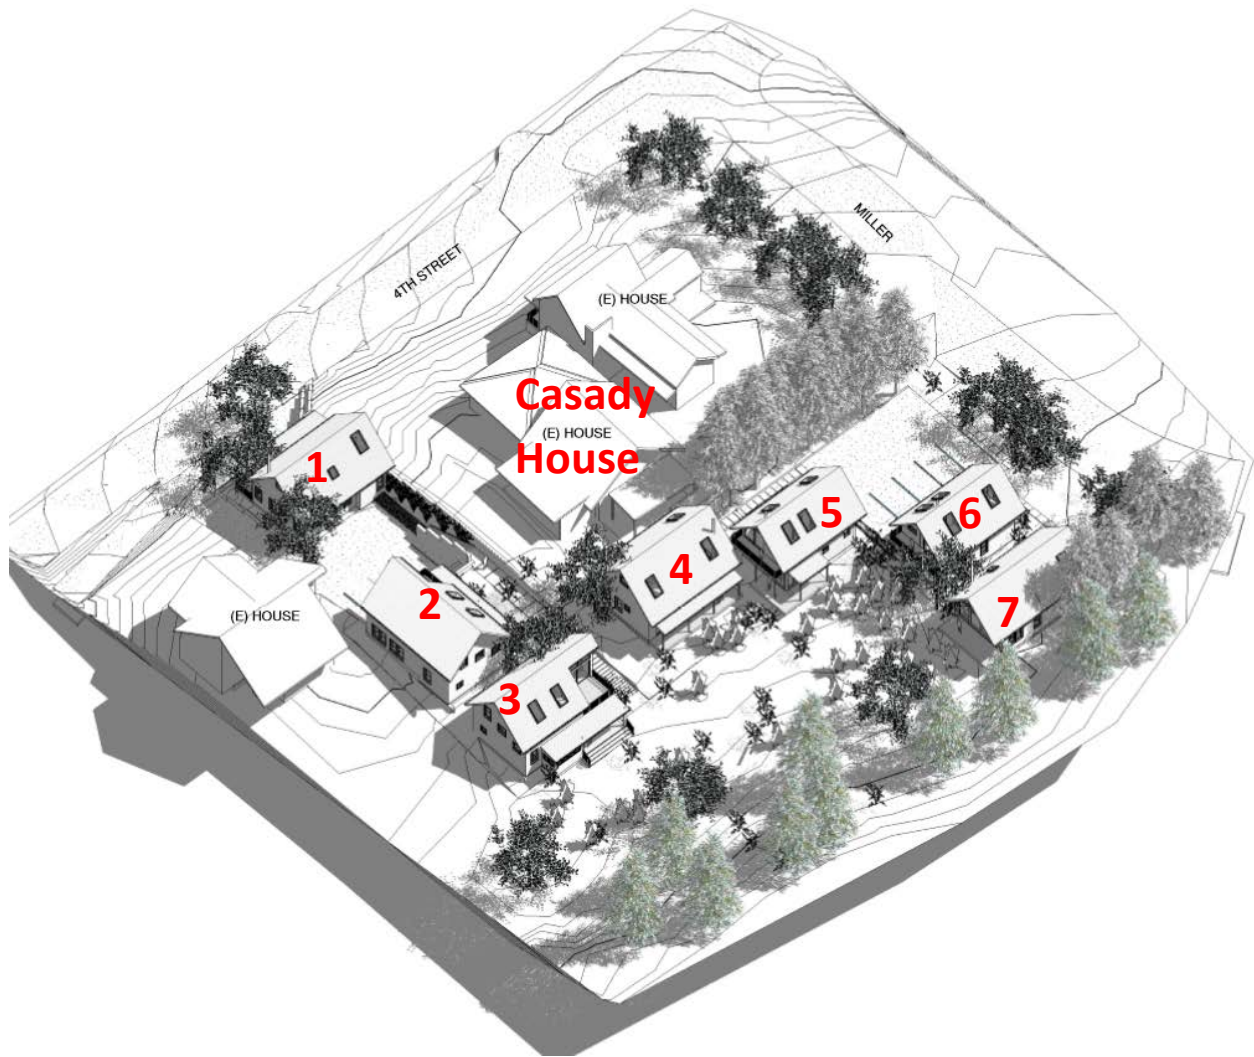 MILLER
4TH STREET
(E) HOUSE
Casady
(E) HOUSE
House
1
5
6
4
7
2
(E) HOUSE
3